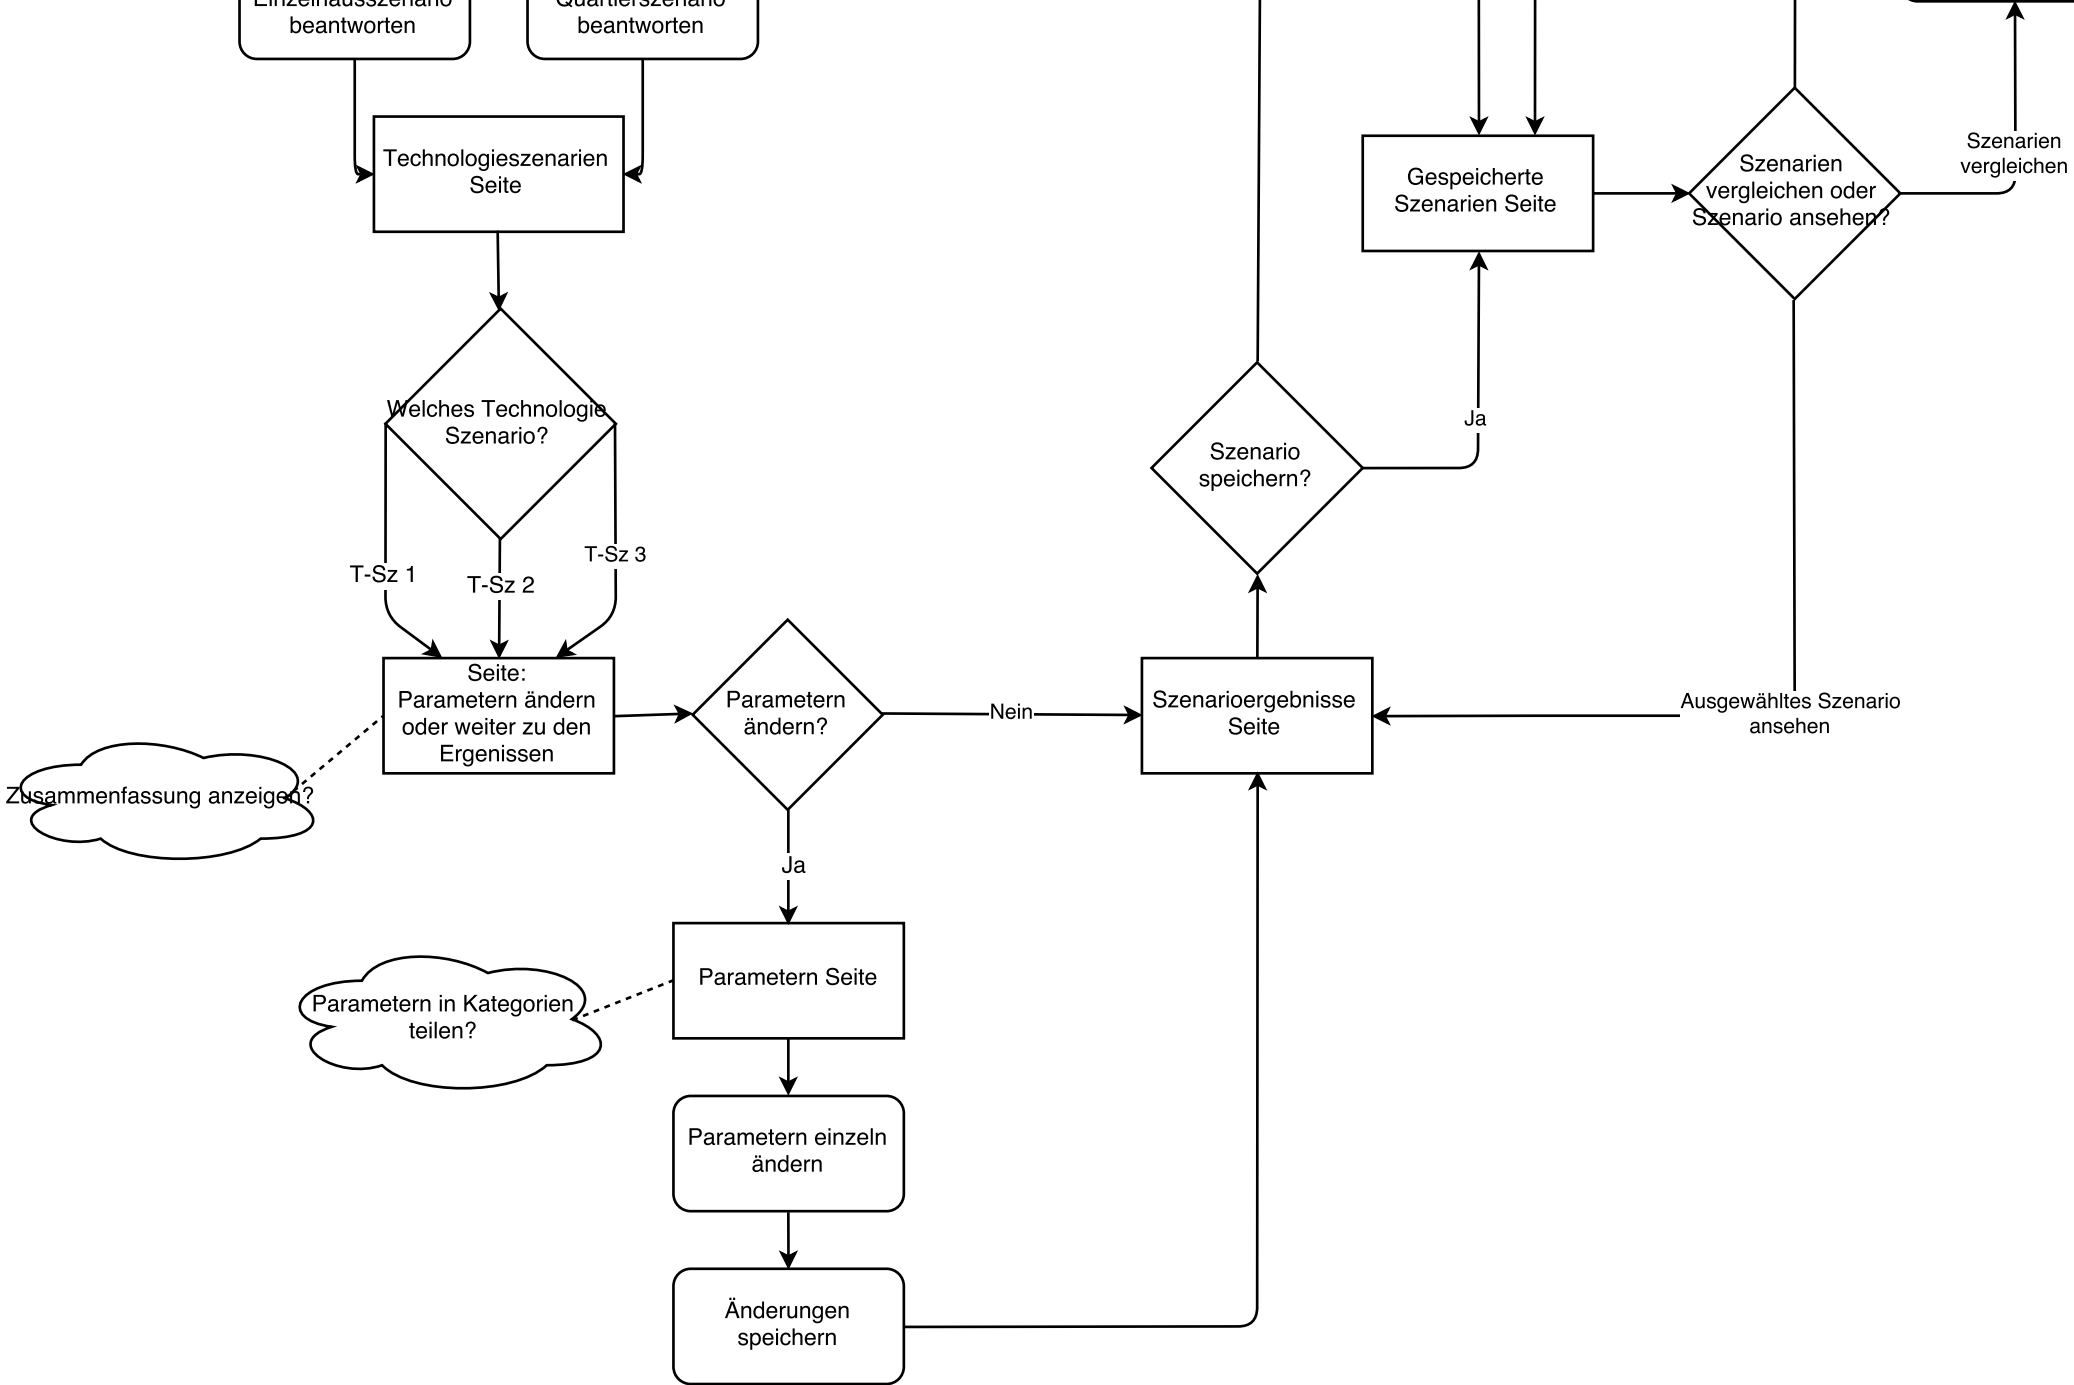 Einzelhausszenario
beantworten
Quartierszenario
beantworten
Technologieszenarien
Seite
Welches Technologie
Szenario?
T-Sz 1
T-Sz 2
T-Sz 3
Seite:
Parametern ändern
oder weiter zu den
Ergenissen
Zusammenfassung anzeigen?
Parametern
ändern?
Nein
Ja
Parametern Seite
Parametern in Kategorien
teilen?
Parametern einzeln
ändern
Änderungen
speichern
Szenarioergebnisse
Seite
Szenario
speichern?
Ja
Gespeicherte
Szenarien Seite
Szenarien
vergleichen oder
Szenario ansehen?
Szenarien
vergleichen
Ausgewähltes Szenario
ansehen